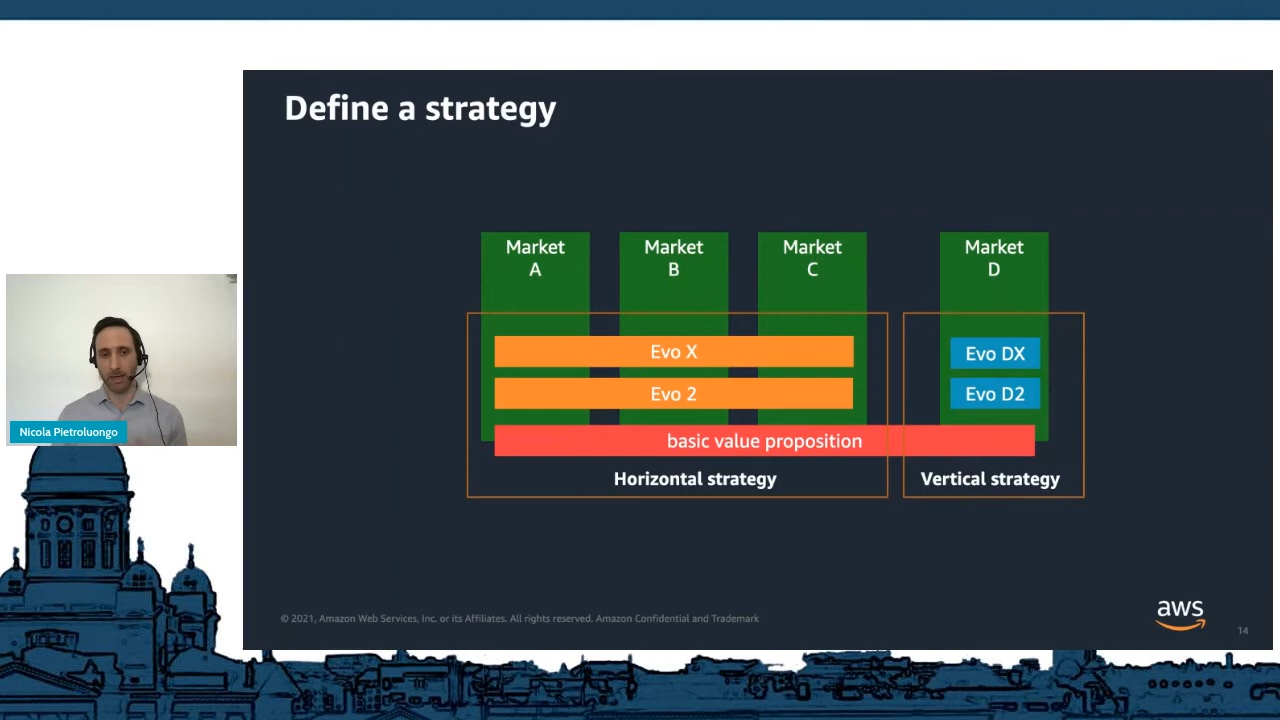 Define a strategy
Market
A
Market
B
Market
C
Market
D
Evo X
Evo DX
Evo 2
Evo D2
basic value proposition
Horizontal strategy
Vertical strategy
Nicola Pietroluongo
© 2021, Amazon Web Services, Inc. or its Affiliates. All rights reserved. Amazon Confidential and Trademark
aws
14